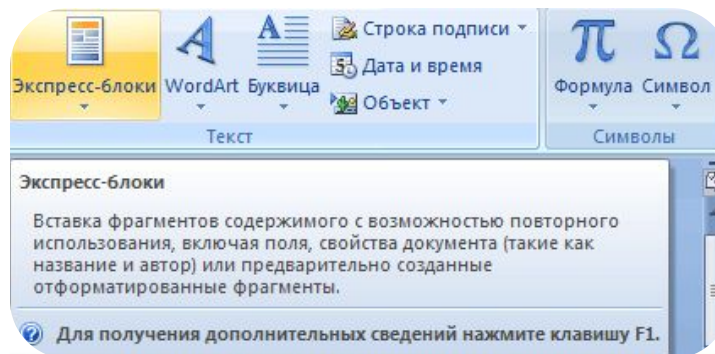 Экспресс-блоки WordArt Буквица
Строка подписи
Дата и время
Объект
Текст
Формула Символ
Символы
Экспресс-блоки
Вставка фрагментов содержимого с возможностью повторного
использования, включая поля, свойства документа (такие как
название и автор) или предварительно созданные
отформатированные фрагменты.
Для получения дополнительных сведений нажмите клавишу F1.